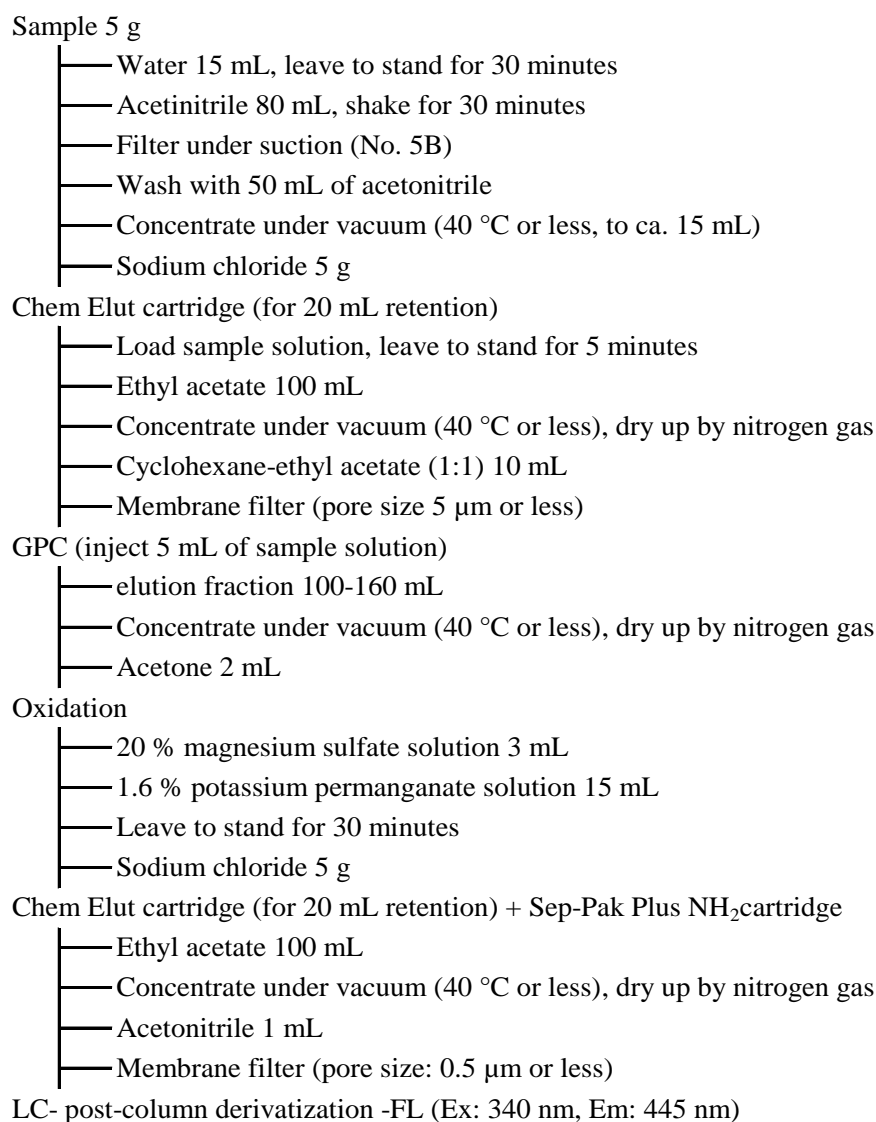 Sample 5 g
Water 15 mL, leave to stand for 30 minutes
Acetinitrile 80 mL, shake for 30 minutes
Filter under suction (No. 5B)
Wash with 50 mL of acetonitrile
Concentrate under vacuum (40 °C or less, to ca. 15 mL)
Sodium chloride 5 g
Chem Elut cartridge (for 20 mL retention)
Load sample solution, leave to stand for 5 minutes
Ethyl acetate 100 mL
Concentrate under vacuum (40 °C or less), dry up by nitrogen gas
Cyclohexane-ethyl acetate (1:1) 10 mL
Membrane filter (pore size 5 μm or less)
GPC (inject 5 mL of sample solution)
elution fraction 100-160 mL
Concentrate under vacuum (40 °C or less), dry up by nitrogen gas
Acetone 2 mL
Oxidation
20 % magnesium sulfate solution 3 mL
1.6 % potassium permanganate solution 15 mL
Leave to stand for 30 minutes
Sodium chloride 5 g
Chem Elut cartridge (for 20 mL retention) + Sep-Pak Plus NH₂cartridge
Ethyl acetate 100 mL
Concentrate under vacuum (40 °C or less), dry up by nitrogen gas
Acetonitrile 1 mL
Membrane filter (pore size: 0.5 μm or less)
LC- post-column derivatization -FL (Ex: 340 nm, Em: 445 nm)